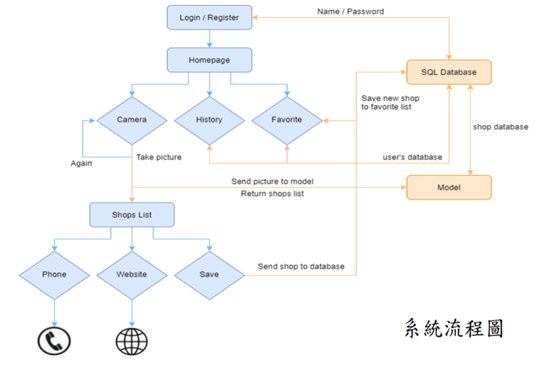 Login / Register
Name / Password
Homepage
SQL Database
Save new shop
to favorite list
Camera
History
Favorite
shop database
Again
Take picture
user's database
Send picture to model
Return shops list
Model
Shops List
Phone
Website
Save
Send shop to database
系統流程圖